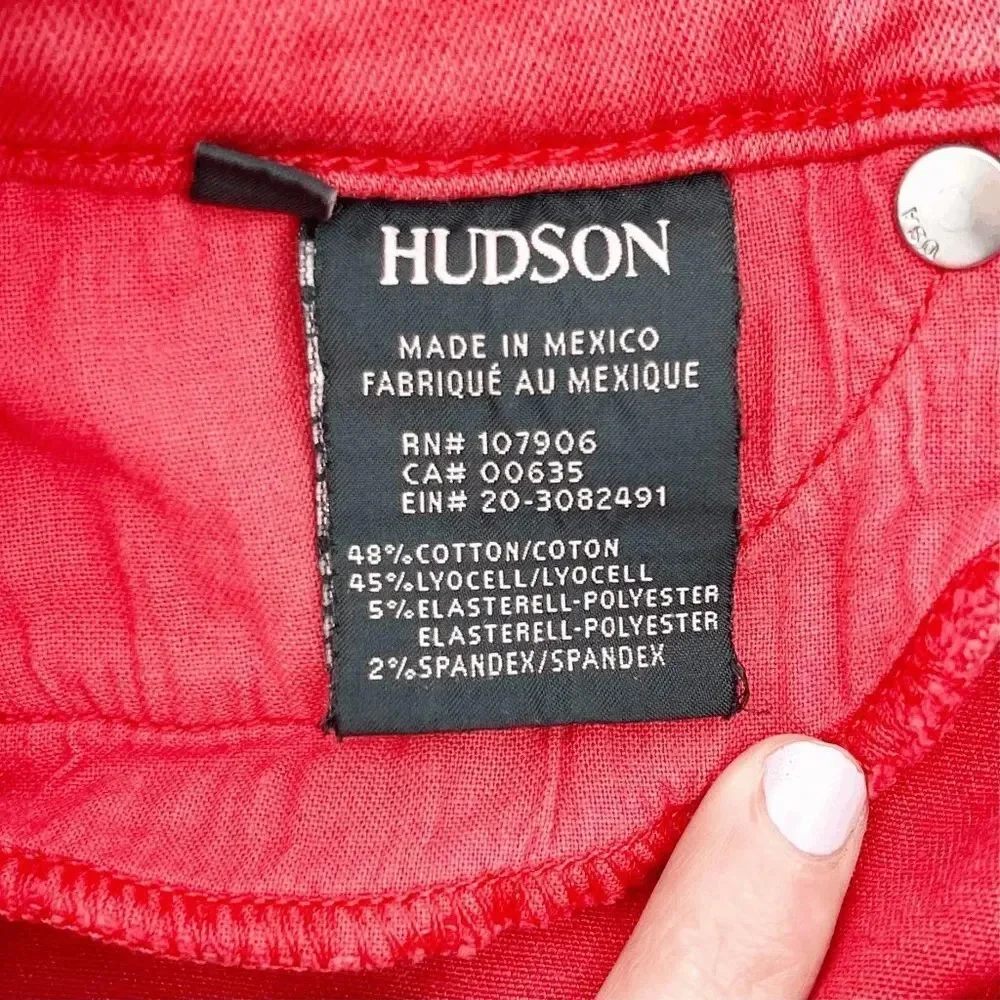 HUDSON
MADE IN MEXICO
FABRIQUÉ AU MEXIQUE
RN# 107906
CA# 00635
EIN# 20-3082491
48% COTTON/COTON
45% LYOCELL/LYOCELL
5% ELASTERELL-POLYESTER
ELASTERELL-POLYESTER
2% SPANDEX/SPANDEX